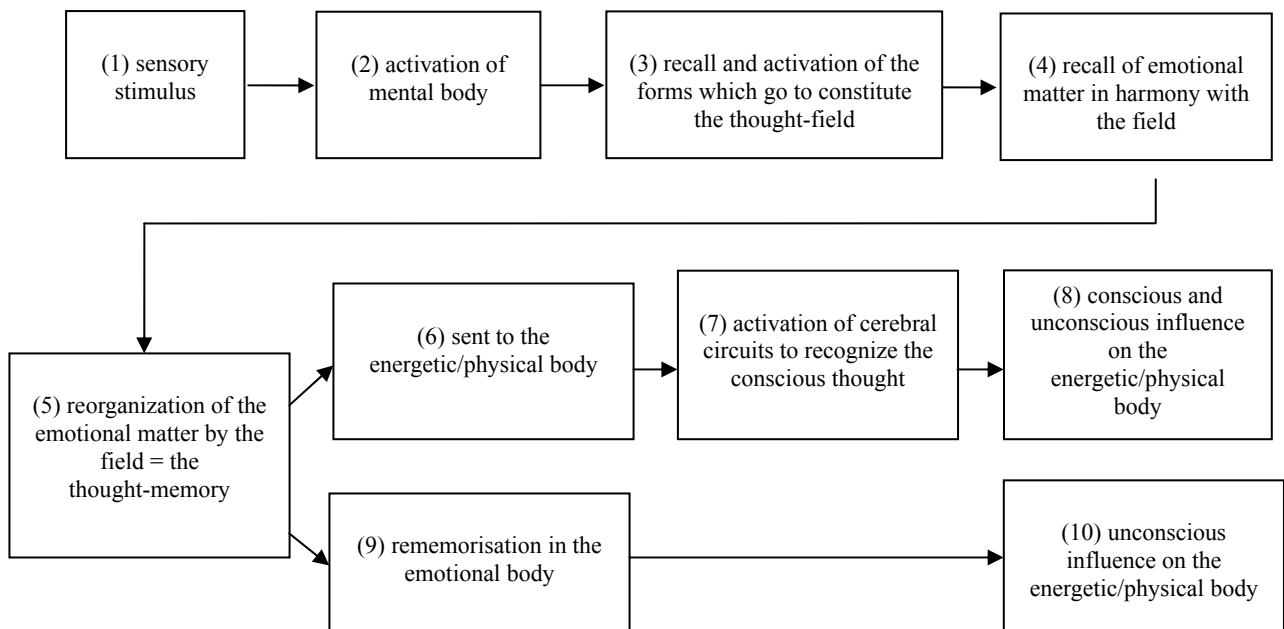 (1) sensory
stimulus
(2) activation of
mental body
(3) recall and activation of the
forms which go to constitute
the thought-field
(4) recall of emotional
matter in harmony with
the field
(5) reorganization of the
emotional matter by the
field = the
thought-memory
(6) sent to the
energetic/physical body
(7) activation of cerebral
circuits to recognize the
conscious thought
(8) conscious and
unconscious influence
on the
energetic/physical
body
(9) rememorisation in the
emotional body
(10) unconscious
influence on the
energetic/physical body